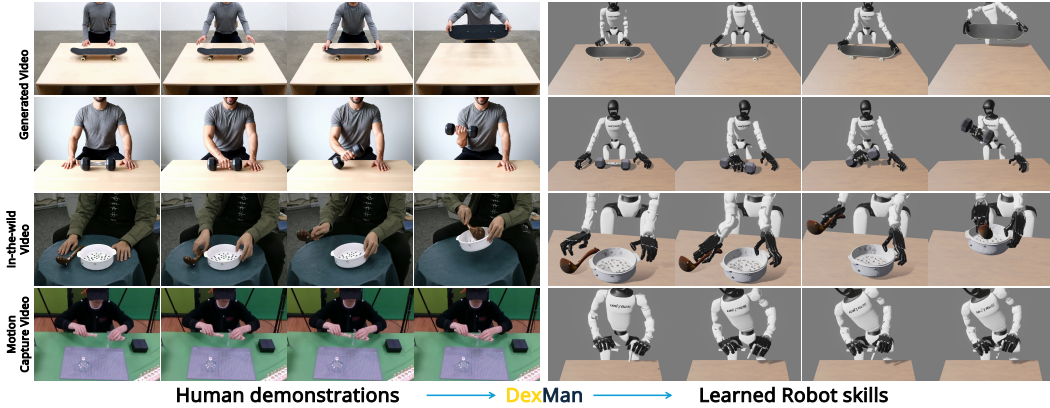 Generated Video
In-the-wild
Video
Motion
Capture Video
Human demonstrations
DexMan
Learned Robot skills